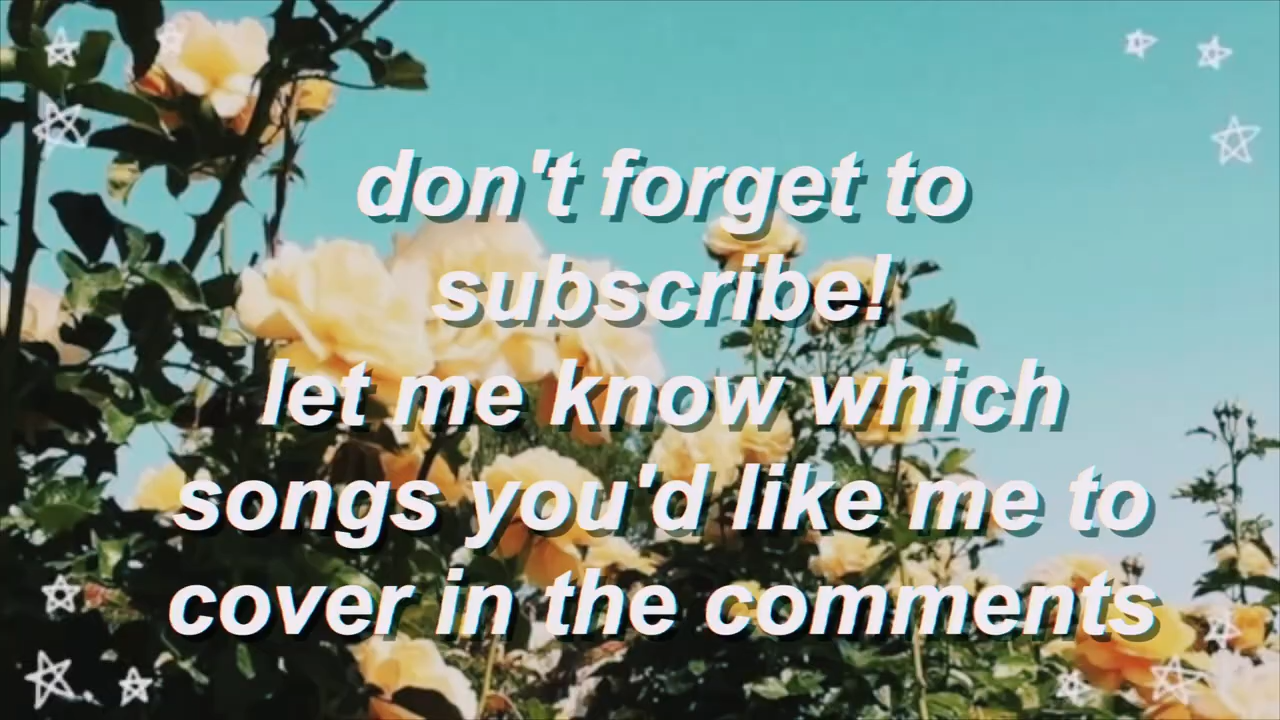 don't forget to
subscribe!
let me know which
songs you'd like me to
cover in the comments